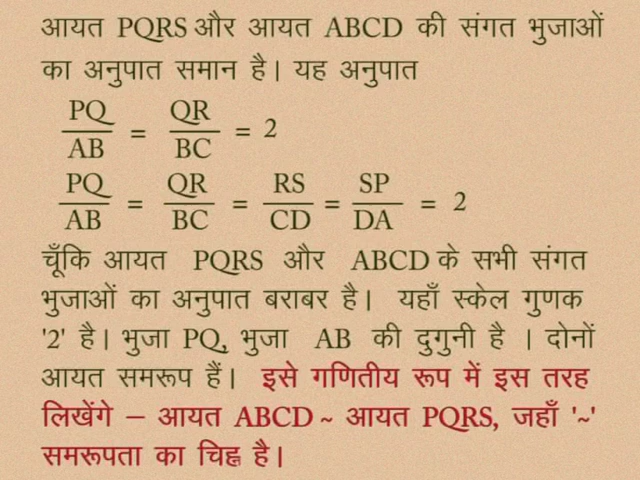 आयत PQRS और आयत ABCD की संगत भुजाओं
का अनुपात समान है। यह अनुपात
PQ/AB = QR/BC = 2
PQ/AB = QR/BC = RS/CD = SP/DA = 2
चूँकि आयत PQRS और ABCD के सभी संगत
भुजाओं का अनुपात बराबर है। यहाँ स्केल गुणक
'2' है। भुजा PQ, भुजा AB की दुगुनी है । दोनों
आयत समरूप हैं। इसे गणितीय रूप में इस तरह
लिखेंगे – आयत ABCD ~ आयत PQRS, जहाँ '~'
समरूपता का चिह्न है।